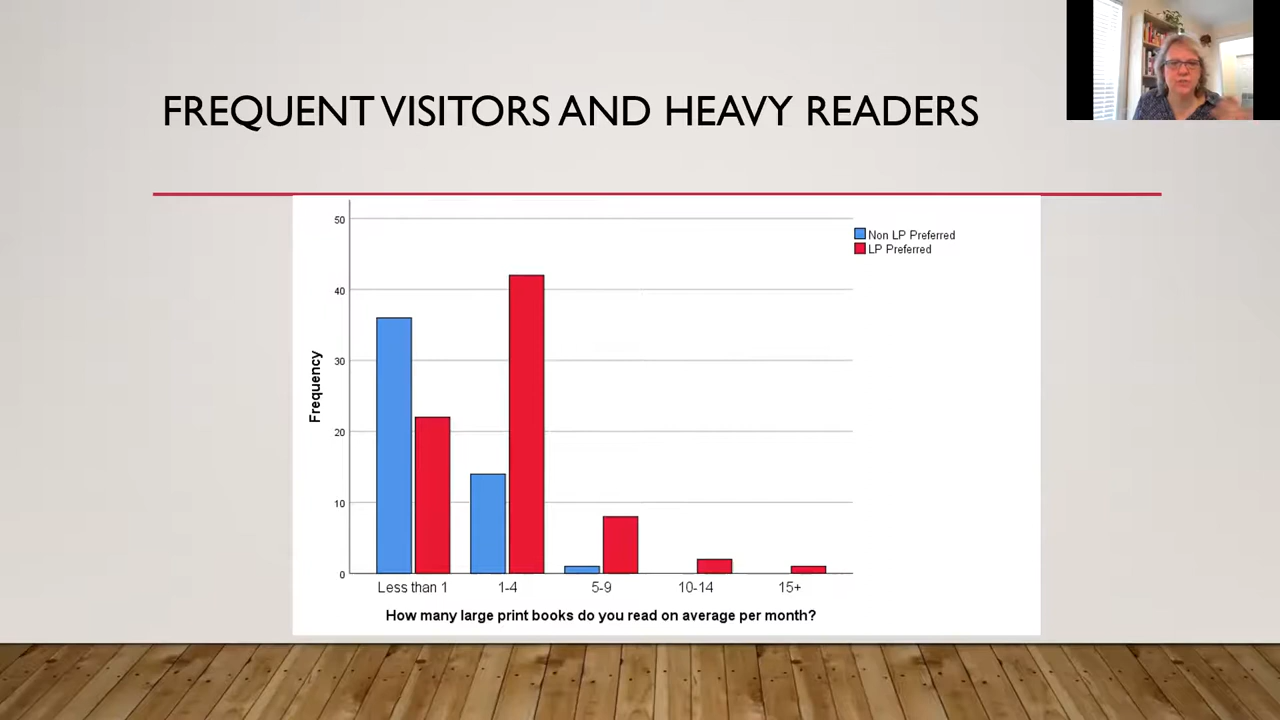 FREQUENT VISITORS AND HEAVY READERS
50
40
30
20
10
0
Frequency
Non LP Preferred
LP Preferred
Less than 1
1-4
5-9
10-14
15+
How many large print books do you read on average per month?